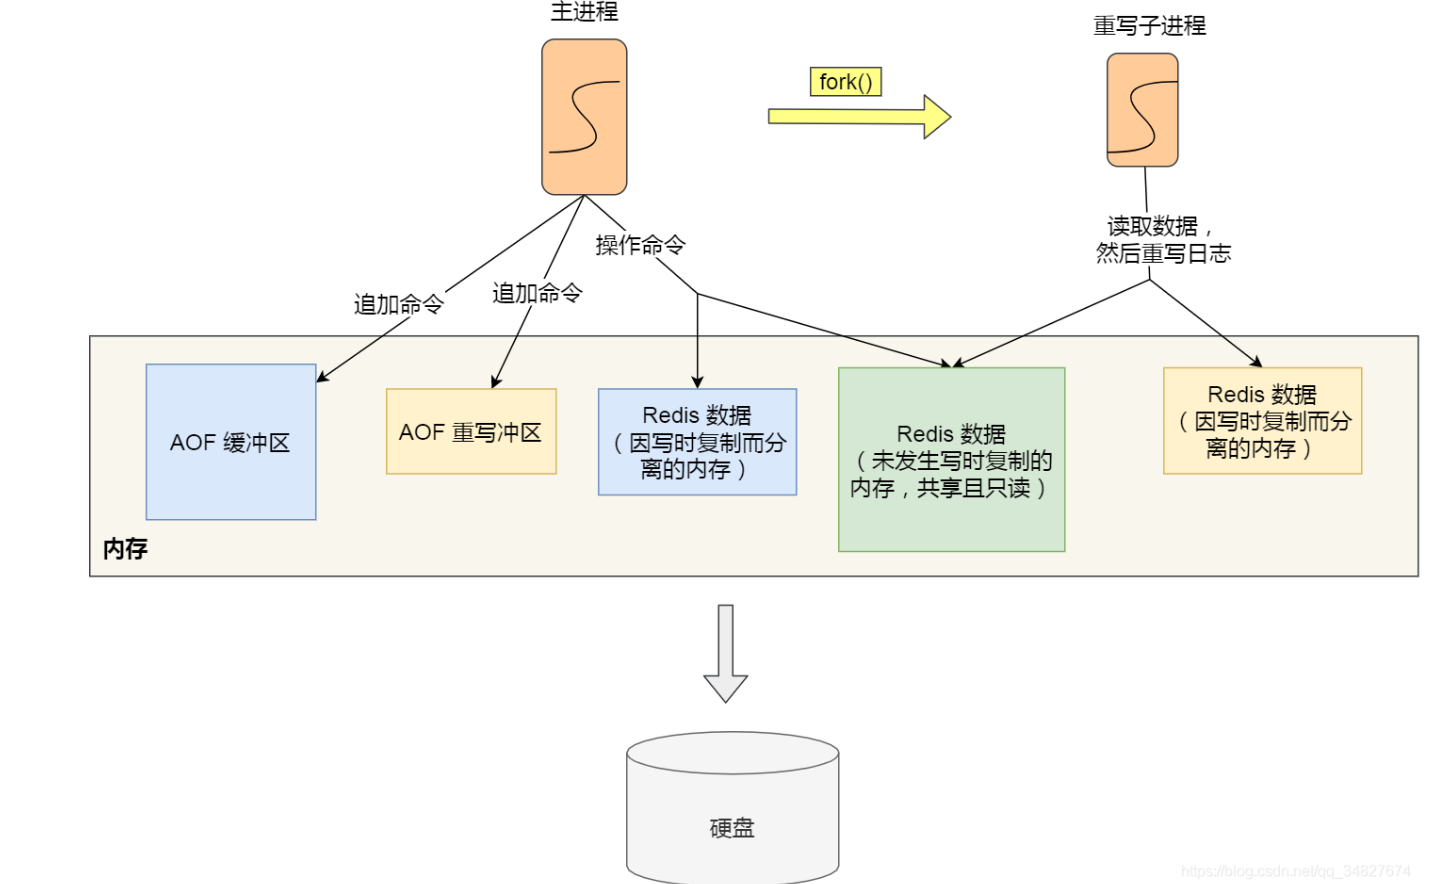 主进程
重写子进程
fork()
读取数据，
然后重写日志
操作命令
追加命令
追加命令
AOF 缓冲区
AOF 重写冲区
Redis 数据
（因写时复制而分
离的内存）
Redis 数据
（未发生写时复制的
内存，共享且只读）
Redis 数据
（因写时复制而分
离的内存）
内存
硬盘
https://blog.csdn.net/qq_34827674